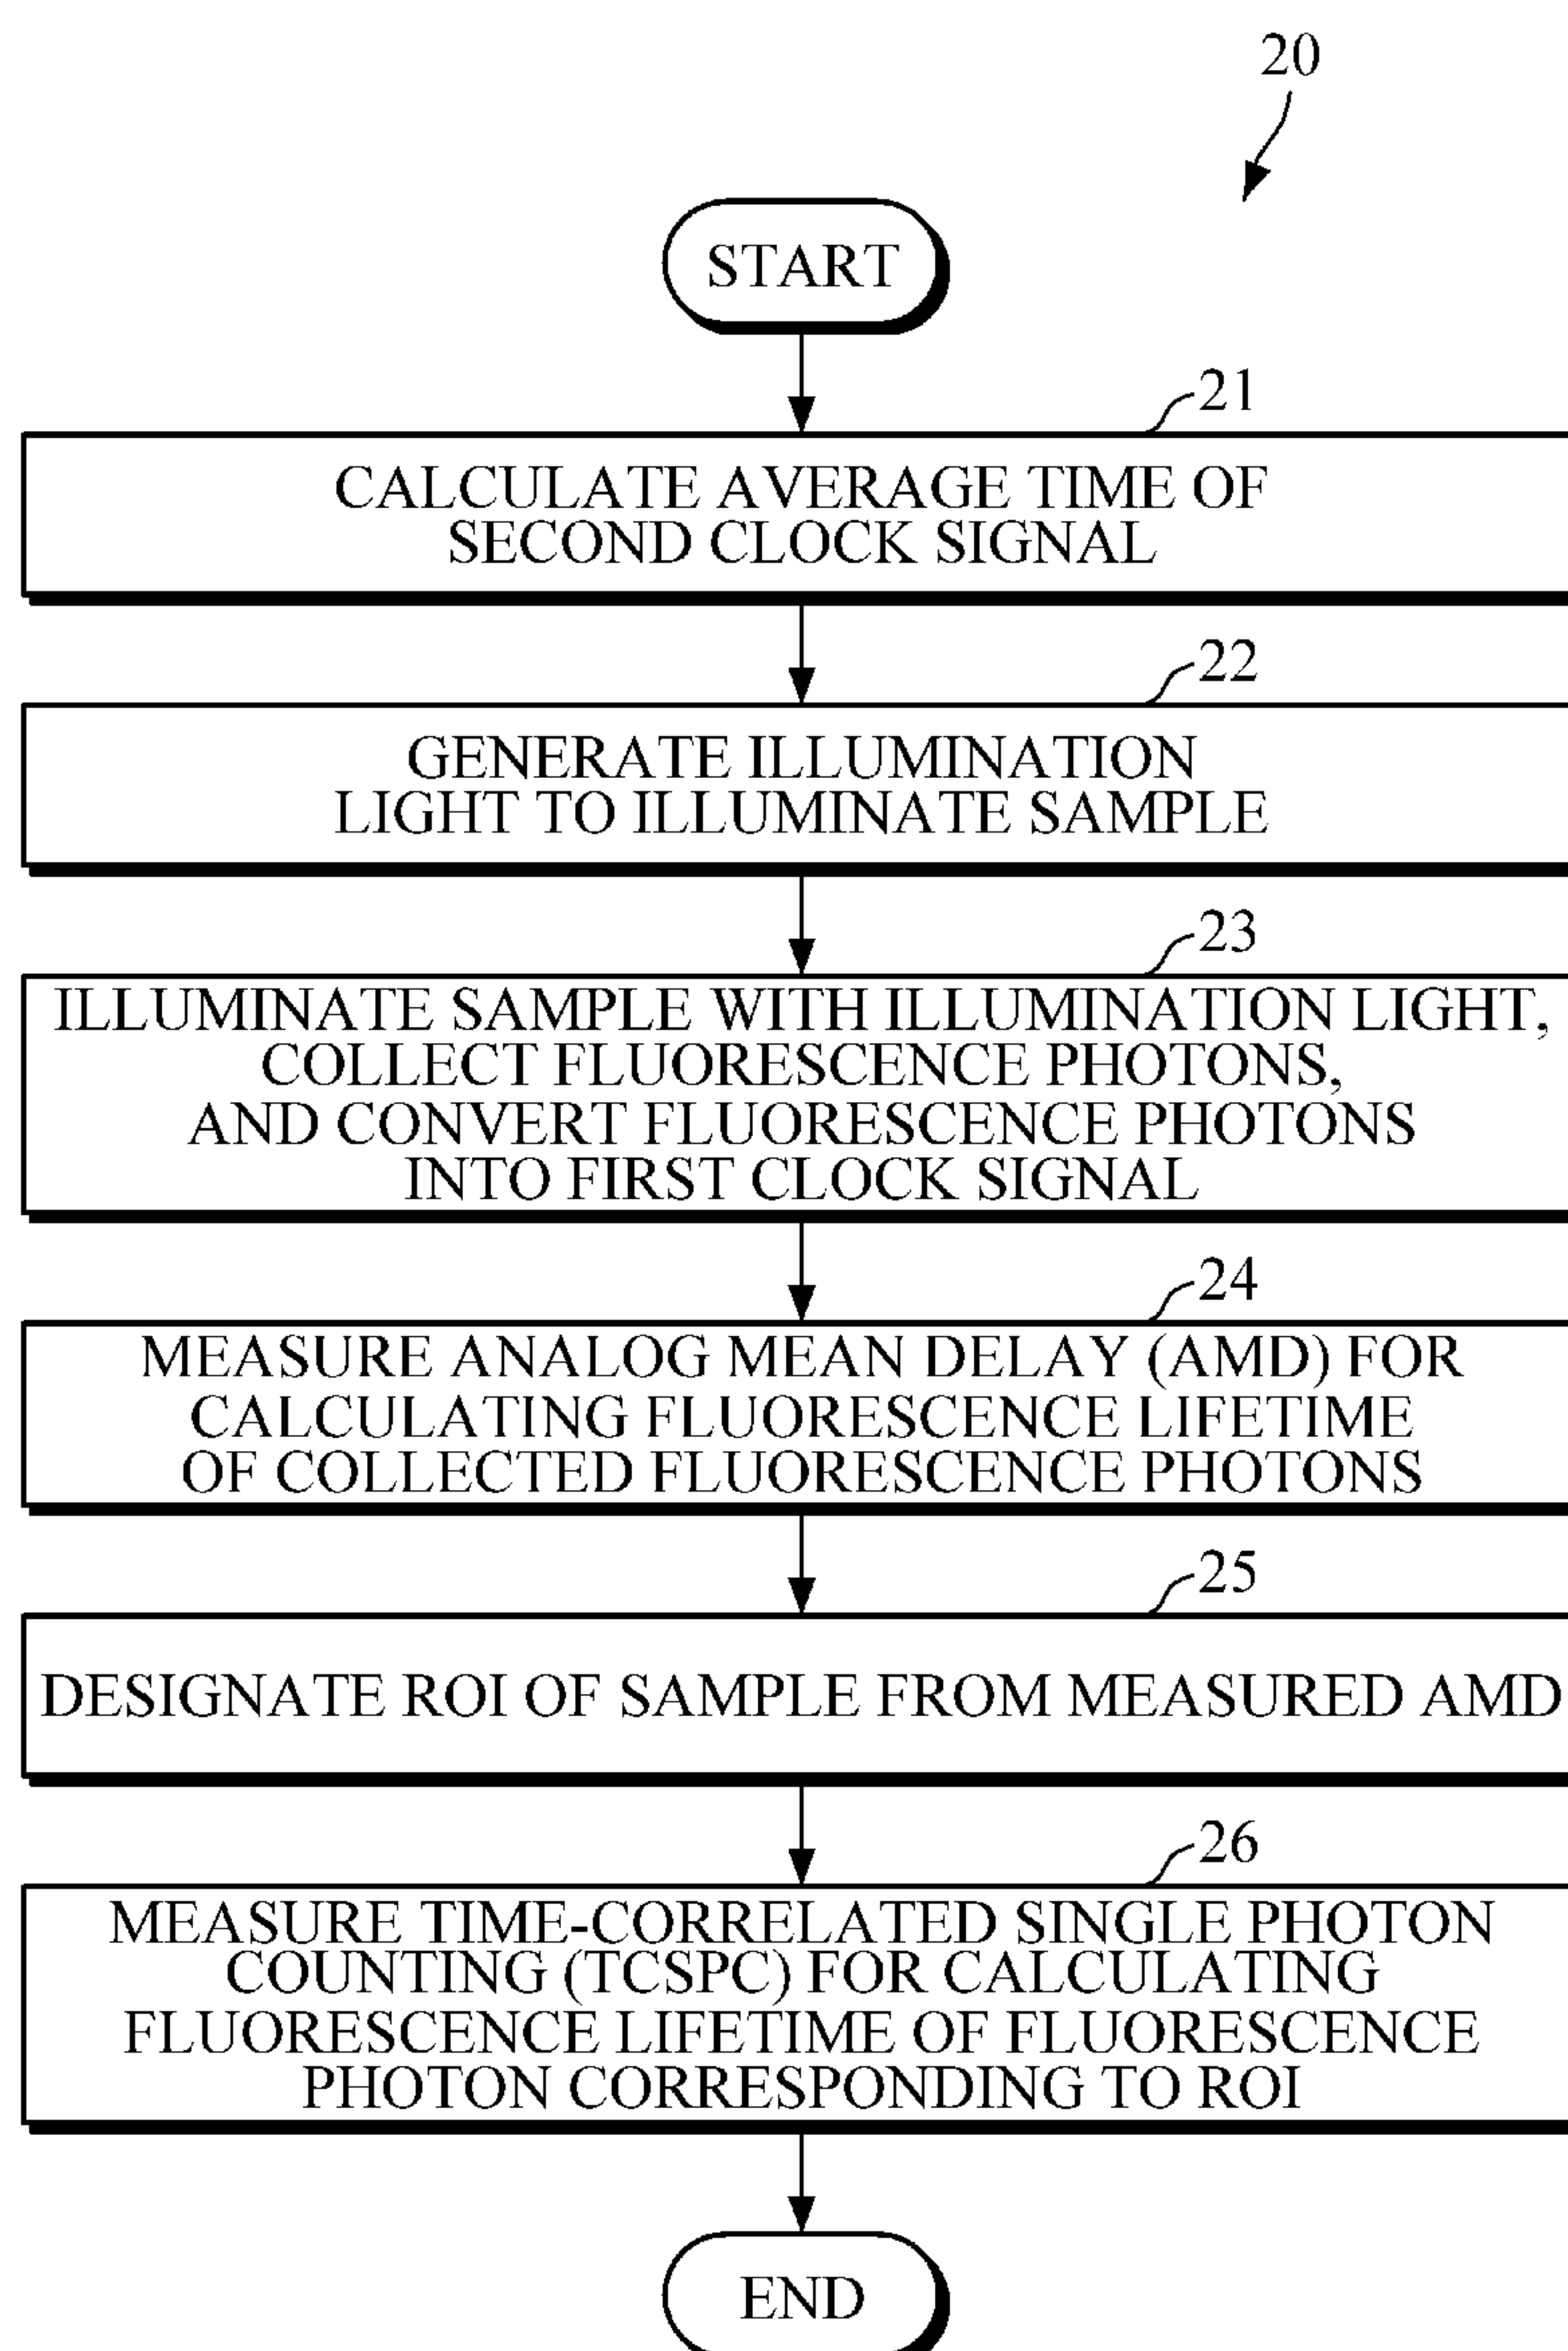 20
START
21
CALCULATE AVERAGE TIME OF
SECOND CLOCK SIGNAL
22
GENERATE ILLUMINATION
LIGHT TO ILLUMINATE SAMPLE
23
ILLUMINATE SAMPLE WITH ILLUMINATION LIGHT,
COLLECT FLUORESCENCE PHOTONS,
AND CONVERT FLUORESCENCE PHOTONS
INTO FIRST CLOCK SIGNAL
24
MEASURE ANALOG MEAN DELAY (AMD) FOR
CALCULATING FLUORESCENCE LIFETIME
OF COLLECTED FLUORESCENCE PHOTONS
25
DESIGNATE ROI OF SAMPLE FROM MEASURED AMD
26
MEASURE TIME-CORRELATED SINGLE PHOTON
COUNTING (TCSPC) FOR CALCULATING
FLUORESCENCE LIFETIME OF FLUORESCENCE
PHOTON CORRESPONDING TO ROI
END